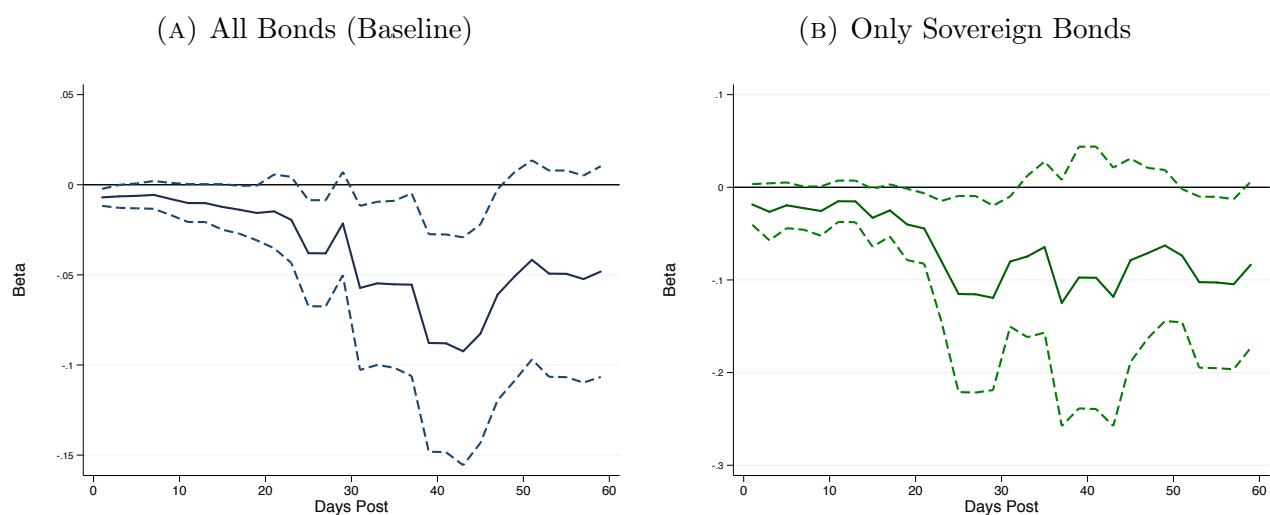 (A) All Bonds (Baseline)
.05
0
-.05
-.1
-.15
Beta
0 10 20 30 40 50 60
Days Post
(B) Only Sovereign Bonds
.1
0
-.1
-.2
-.3
Beta
0 10 20 30 40 50 60
Days Post